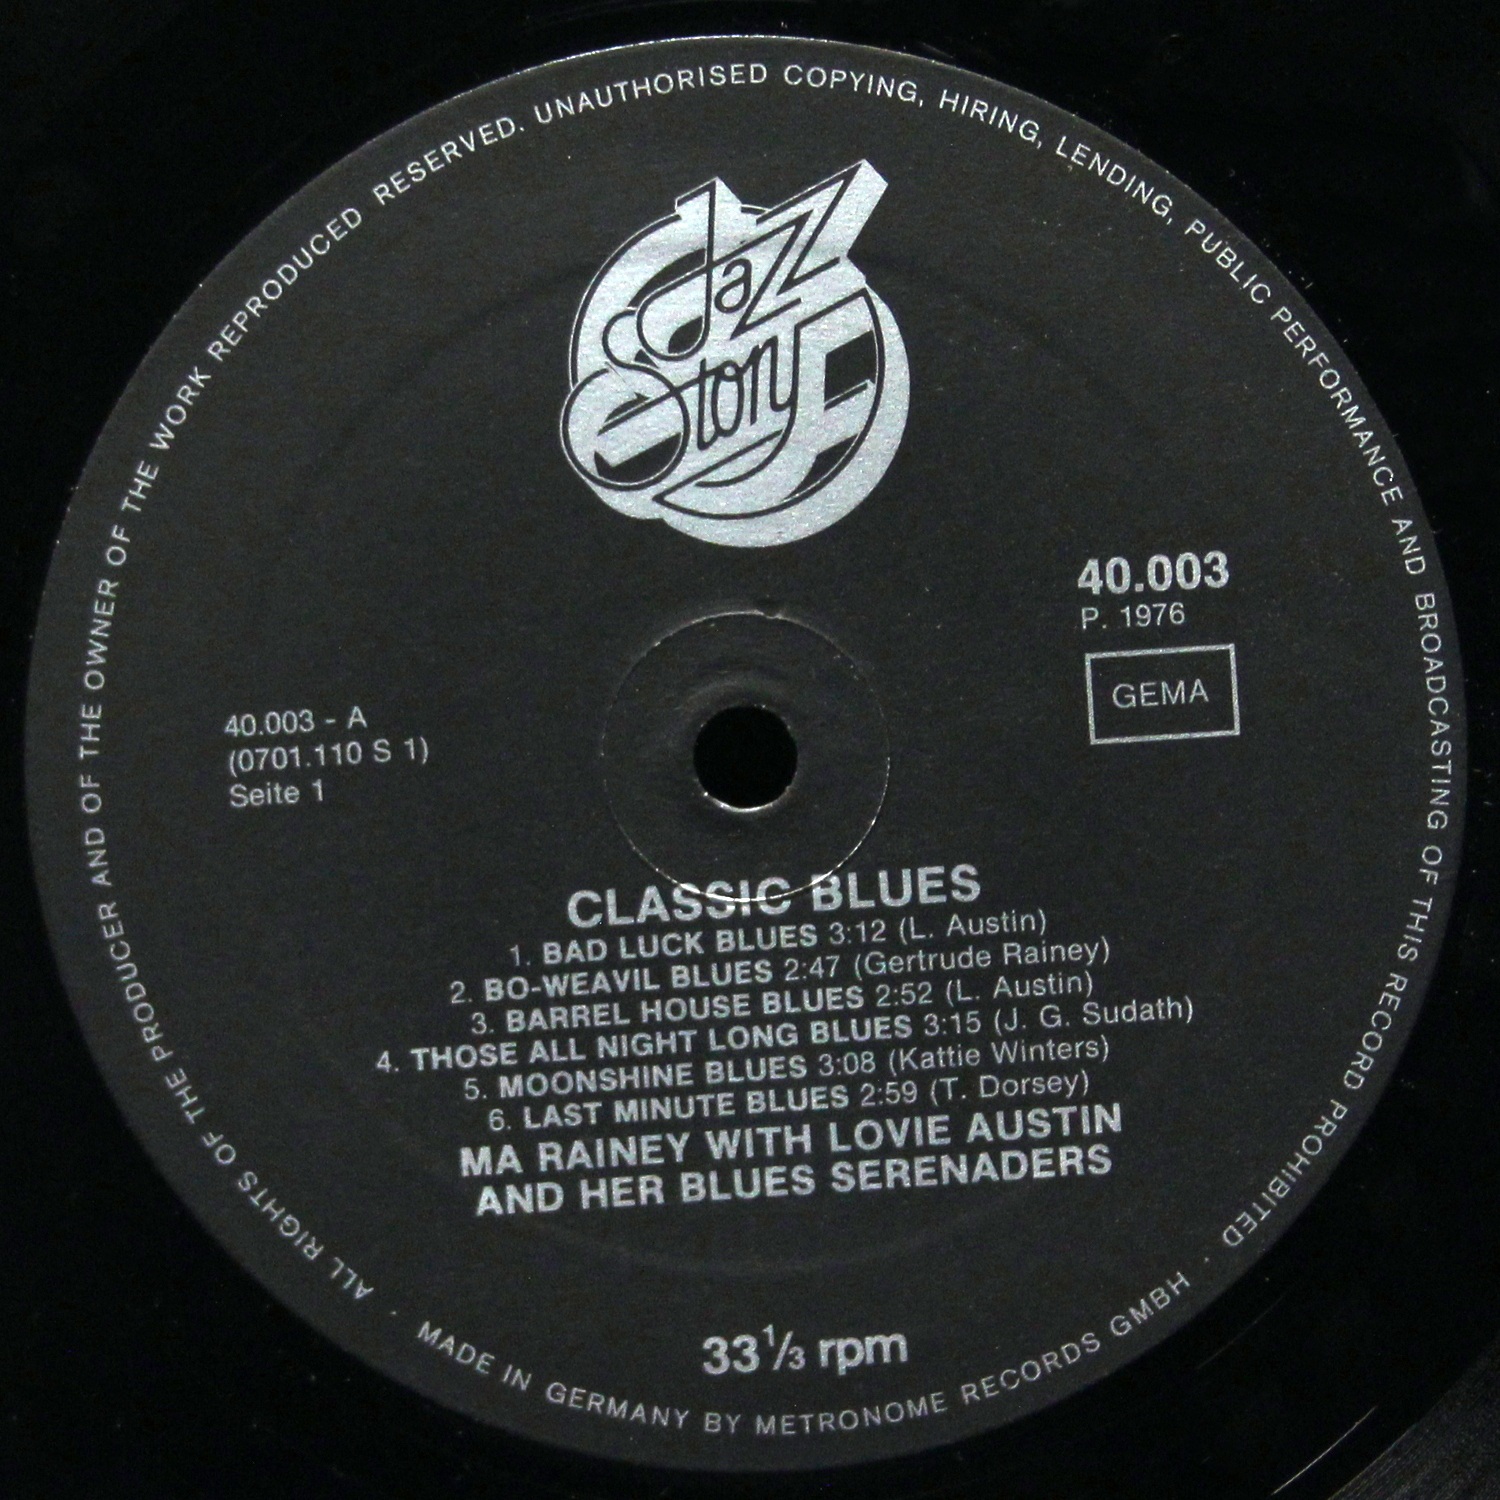 ALL RIGHTS OF THE PRODUCER AND OF THE OWNER OF THE WORK REPRODUCED RESERVED. UNAUTHORISED COPYING, HIRING, LENDING, PUBLIC PERFORMANCE AND BROADCASTING OF THIS RECORD PROHIBITED ·
Jazz
Story
40.003
P. 1976
GEMA
40.003 - A
(0701.110 S 1)
Seite 1
CLASSIC BLUES
1. BAD LUCK BLUES 3:12 (L. Austin)
2. BO-WEAVIL BLUES 2:47 (Gertrude Rainey)
3. BARREL HOUSE BLUES 2:52 (L. Austin)
4. THOSE ALL NIGHT LONG BLUES 3:15 (J. G. Sudath)
5. MOONSHINE BLUES 3:08 (Kattie Winters)
6. LAST MINUTE BLUES 2:59 (T. Dorsey)
MA RAINEY WITH LOVIE AUSTIN
AND HER BLUES SERENADERS
33⅓ rpm
· MADE IN GERMANY BY METRONOME RECORDS GMBH